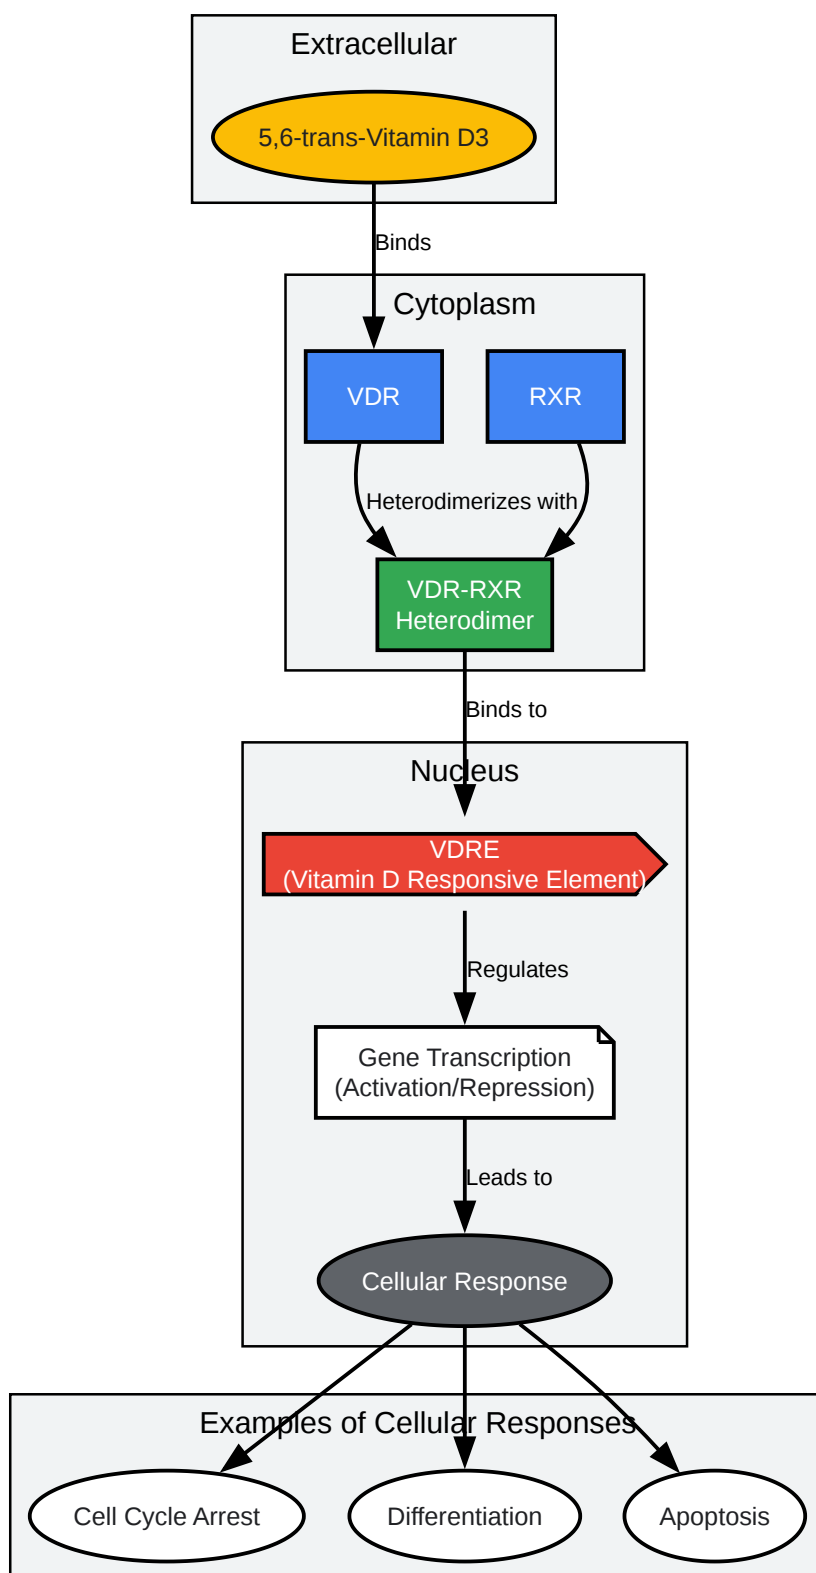 Extracellular
5,6-trans-Vitamin D3
Binds
Cytoplasm
VDR
RXR
Heterodimerizes with
VDR-RXR
Heterodimer
Binds to
Nucleus
VDRE
(Vitamin D Responsive Element)
Regulates
Gene Transcription
(Activation/Repression)
Leads to
Cellular Response
Examples of Cellular Responses
Cell Cycle Arrest
Differentiation
Apoptosis